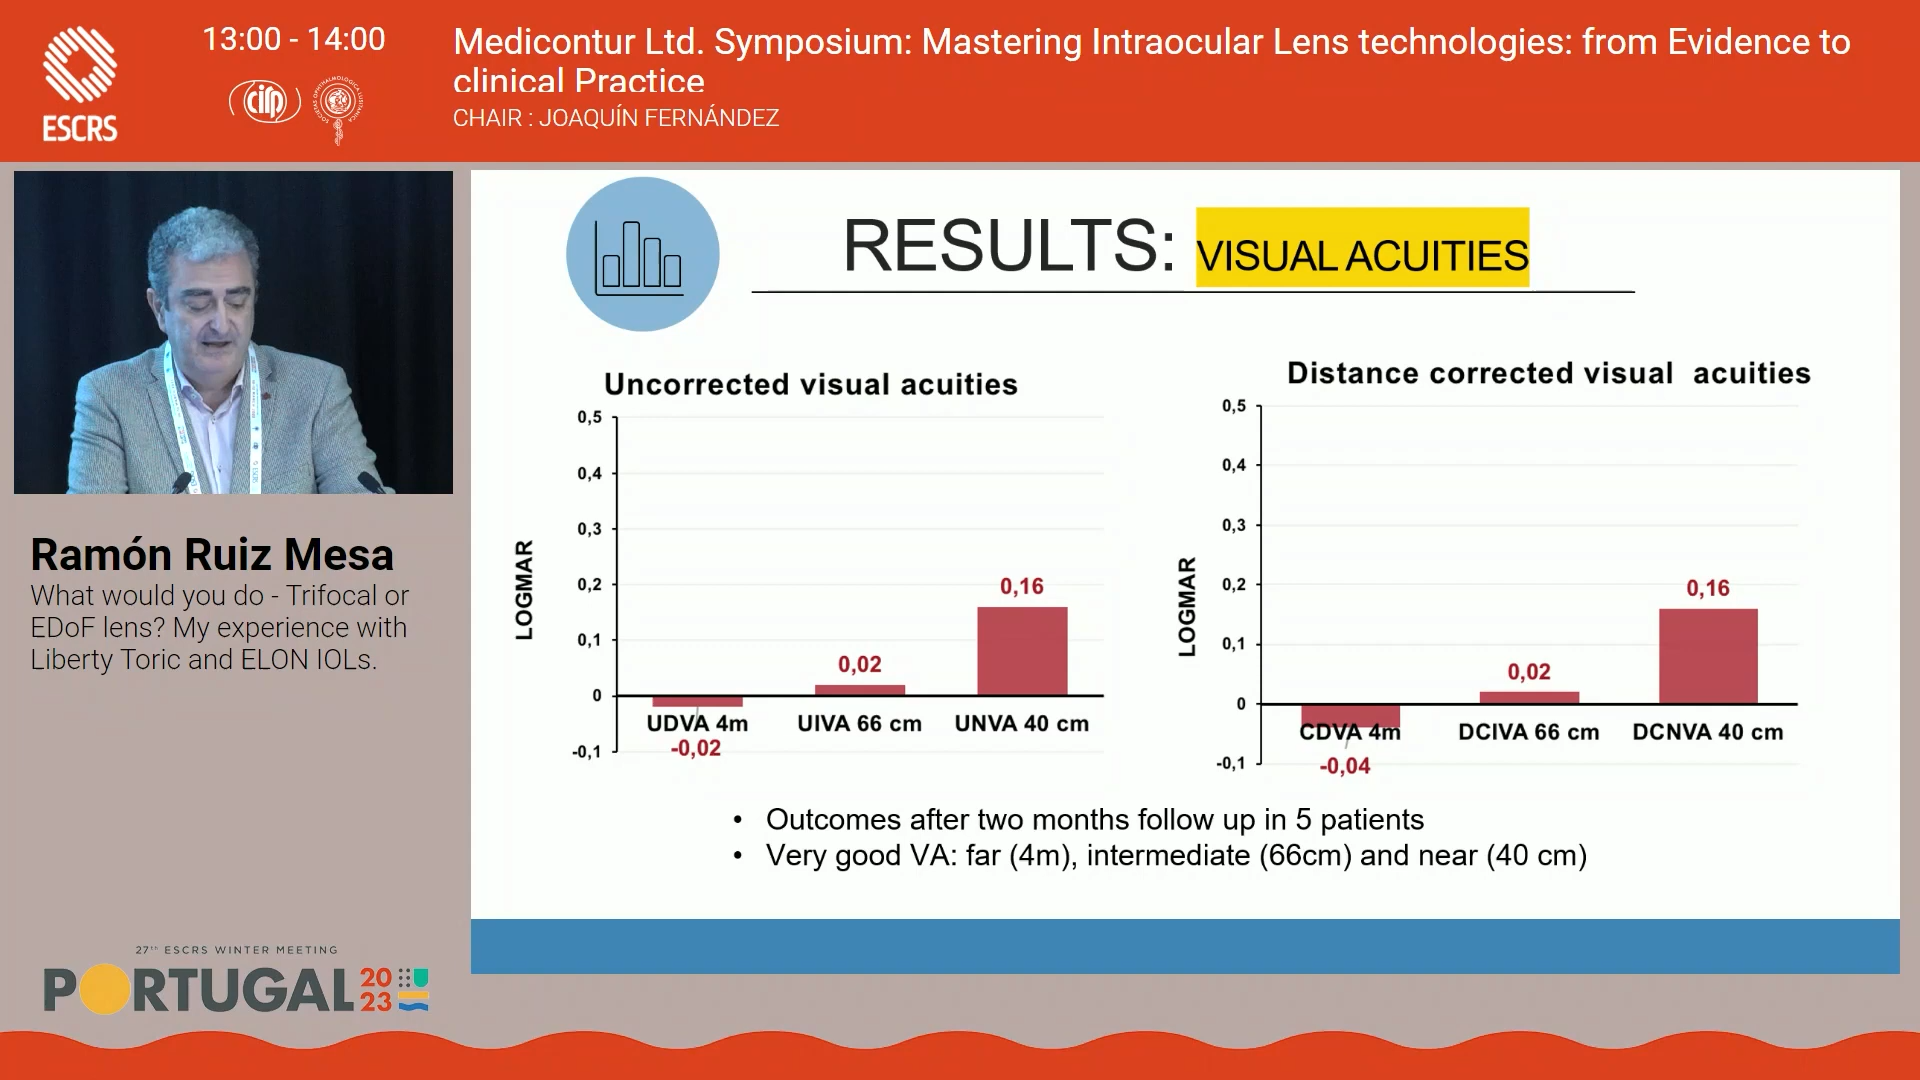 13:00 - 14:00
Medicontur Ltd. Symposium: Mastering Intraocular Lens technologies: from Evidence to
clinical Practice
CHAIR : JOAQUÍN FERNÁNDEZ
ESCRS
cirp
RESULTS: VISUAL ACUITIES
Uncorrected visual acuities
LOGMAR
0,5
0,4
0,3
0,2
0,1
0
-0,1
0,16
0,02
UDVA 4m UIVA 66 cm UNVA 40 cm
-0,02
Distance corrected visual acuities
LOGMAR
0,5
0,4
0,3
0,2
0,1
0
-0,1
0,16
0,02
CDVA 4m DCIVA 66 cm DCNVA 40 cm
-0,04
• Outcomes after two months follow up in 5 patients
• Very good VA: far (4m), intermediate (66cm) and near (40 cm)
Ramón Ruiz Mesa
What would you do - Trifocal or
EDoF lens? My experience with
Liberty Toric and ELON IOLs.
27TH ESCRS WINTER MEETING
PORTUGAL 20
23